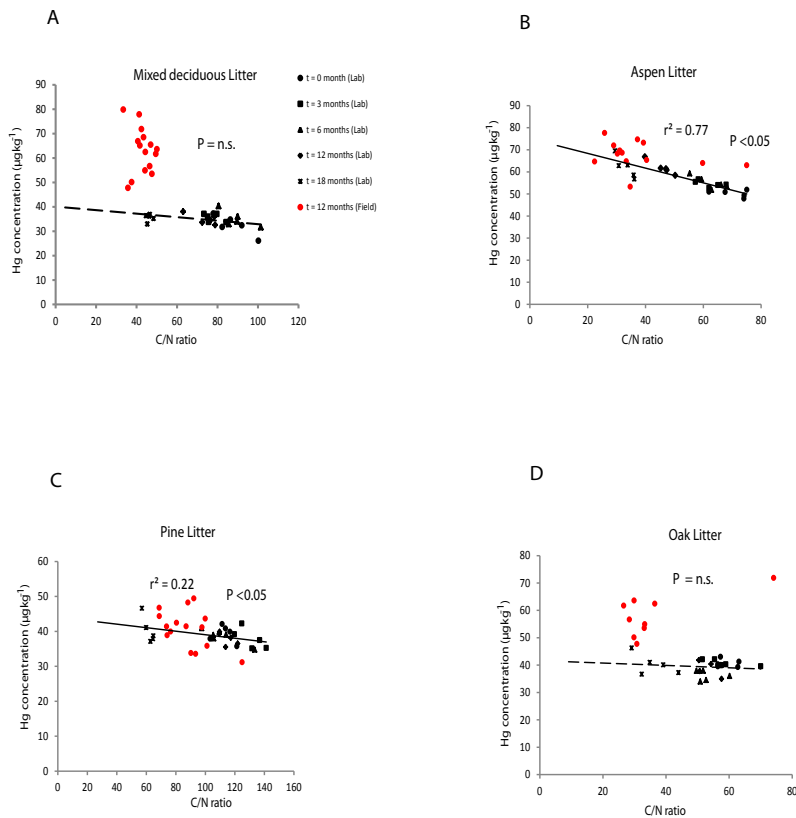 A
Mixed deciduous Litter
P = n.s.
Hg concentration (μgkg⁻¹)
90
80
70
60
50
40
30
20
10
0
0 20 40 60 80 100 120
C/N ratio
t = 0 month (Lab)
t = 3 months (Lab)
t = 6 months (Lab)
t = 12 months (Lab)
t = 18 months (Lab)
t = 12 months (Field)
B
Aspen Litter
r² = 0.77
P <0.05
Hg concentration (μgkg⁻¹)
90
80
70
60
50
40
30
20
10
0
0 20 40 60 80
C/N ratio
C
Pine Litter
r² = 0.22
P <0.05
Hg concentration (μgkg⁻¹)
60
50
40
30
20
10
0
0 20 40 60 80 100 120 140 160
C/N ratio
D
Oak Litter
P = n.s.
Hg concentration (μgkg⁻¹)
80
70
60
50
40
30
20
10
0
0 20 40 60 80
C/N ratio